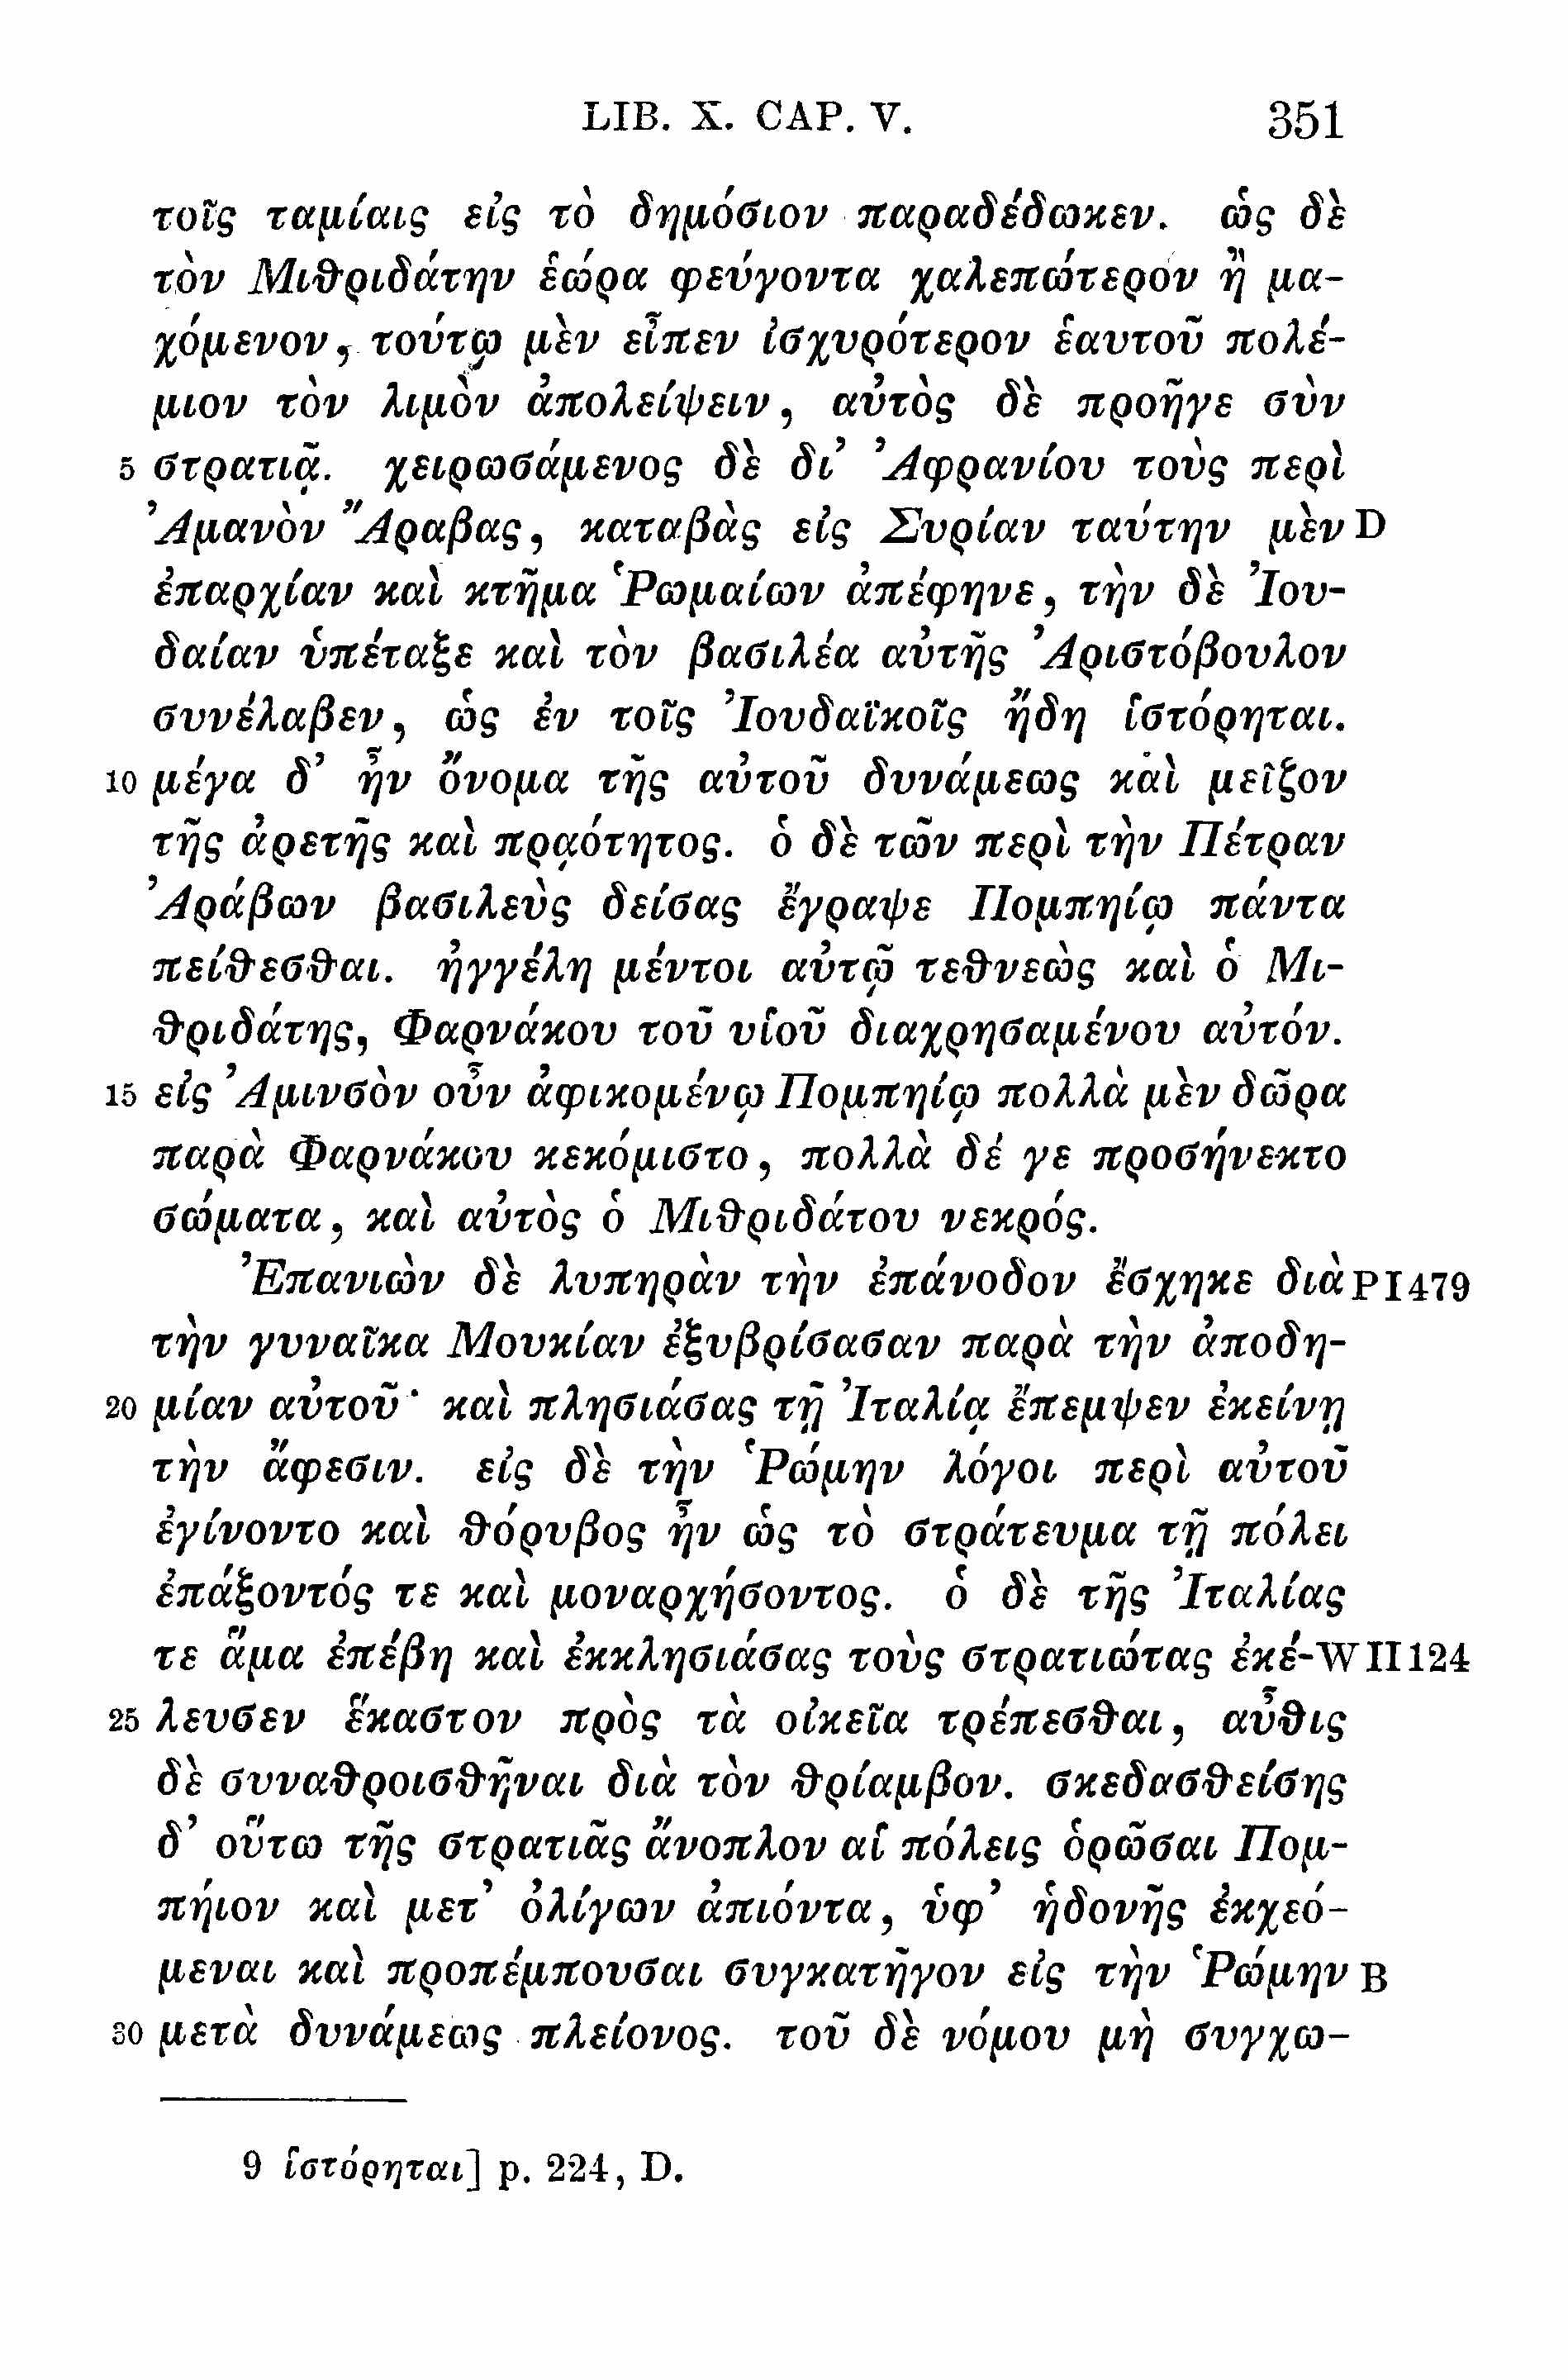 LIB. X. CAP. V. 351
τοῖς ταμίαις εἰς τὸ δημόσιον παραδέδωκεν. ὡς δὲ
τὸν Μιθριδάτην ἑώρα φεύγοντα χαλεπώτερον ἢ μα-
χόμενον, τούτῳ μὲν εἶπεν ἰσχυρότερον ἑαυτοῦ πολέ-
μιον τὸν λιμὸν ἀπολείψειν, αὐτὸς δὲ προῆγε σὺν
5 στρατιᾷ. χειρωσάμενος δὲ δι᾽ Ἀφρανίου τοὺς περὶ
Ἀμανὸν Ἄραβας, καταβὰς εἰς Συρίαν ταύτην μὲν D
ἐπαρχίαν καὶ κτῆμα Ῥωμαίων ἀπέφηνε, τὴν δὲ Ἰου-
δαίαν ὑπέταξε καὶ τὸν βασιλέα αὐτῆς Ἀριστόβουλον
συνέλαβεν, ὡς ἐν τοῖς Ἰουδαϊκοῖς ἤδη ἱστόρηται.
10 μέγα δ᾽ ἦν ὄνομα τῆς αὐτοῦ δυνάμεως καὶ μεῖζον
τῆς ἀρετῆς καὶ πρᾳότητος. ὁ δὲ τῶν περὶ τὴν Πέτραν
Ἀράβων βασιλεὺς δείσας ἔγραψε Πομπηίῳ πάντα
πείθεσθαι. ἠγγέλη μέντοι αὐτῷ τεθνεὼς καὶ ὁ Μι-
θριδάτης, Φαρνάκου τοῦ υἱοῦ διαχρησαμένου αὐτόν.
15 εἰς Ἀμινσὸν οὖν ἀφικομένῳ Πομπηίῳ πολλὰ μὲν δῶρα
παρὰ Φαρνάκου κεκόμιστο, πολλὰ δέ γε προσήνεκτο
σώματα, καὶ αὐτὸς ὁ Μιθριδάτου νεκρός.
Ἐπανιὼν δὲ λυπηρὰν τὴν ἐπάνοδον ἔσχηκε διὰ P I 479
τὴν γυναῖκα Μουκίαν ἐξυβρίσασαν παρὰ τὴν ἀποδη-
20 μίαν αὐτοῦ· καὶ πλησιάσας τῇ Ἰταλίᾳ ἔπεμψεν ἐκείνῃ
τὴν ἄφεσιν. εἰς δὲ τὴν Ῥώμην λόγοι περὶ αὐτοῦ
ἐγίνοντο καὶ θόρυβος ἦν ὡς τὸ στράτευμα τῇ πόλει
ἐπάξοντός τε καὶ μοναρχήσοντος. ὁ δὲ τῆς Ἰταλίας
τε ἅμα ἐπέβη καὶ ἐκκλησιάσας τοὺς στρατιώτας ἐκέ- W II 124
25 λευσεν ἕκαστον πρὸς τὰ οἰκεῖα τρέπεσθαι, αὖθις
δὲ συναθροισθῆναι διὰ τὸν θρίαμβον. σκεδασθείσης
δ᾽ οὕτω τῆς στρατιᾶς ἄνοπλον αἱ πόλεις ὁρῶσαι Πομ-
πήιον καὶ μετ᾽ ὀλίγων ἀπιόντα, ὑφ᾽ ἡδονῆς ἐκχεό-
μεναι καὶ προπέμπουσαι συγκατῆγον εἰς τὴν Ῥώμην B
30 μετὰ δυνάμεως πλείονος. τοῦ δὲ νόμου μὴ συγχω-
9 ἱστόρηται] p. 224, D.